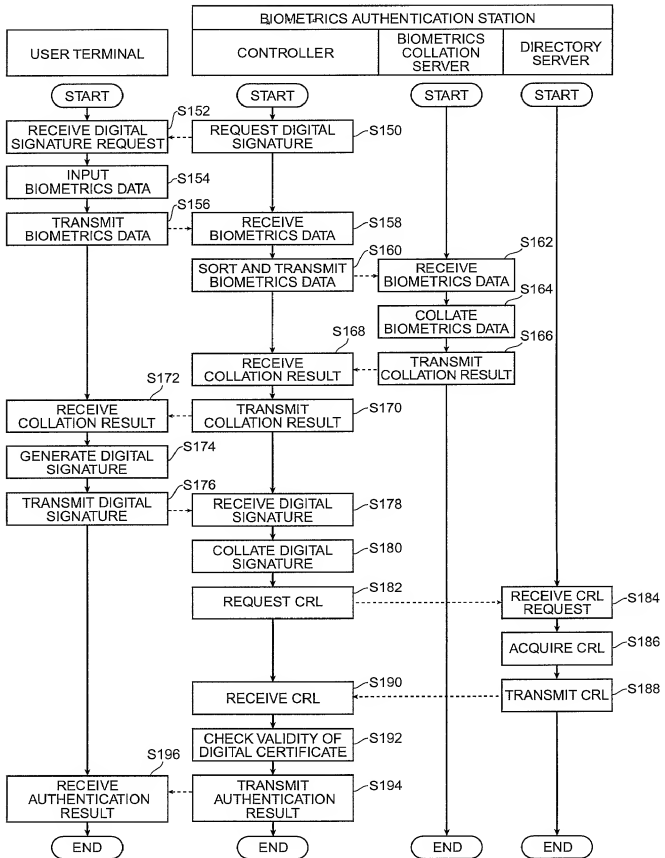 BIOMETRICS AUTHENTICATION STATION
USER TERMINAL
CONTROLLER
BIOMETRICS
COLLATION
SERVER
DIRECTORY
SERVER
START
START
START
START
S152
RECEIVE DIGITAL
SIGNATURE REQUEST
REQUEST DIGITAL
SIGNATURE
S150
INPUT
BIOMETRICS DATA
S154
S156
TRANSMIT
BIOMETRICS DATA
RECEIVE
BIOMETRICS DATA
S158
S160
SORT AND TRANSMIT
BIOMETRICS DATA
S162
RECEIVE
BIOMETRICS DATA
S164
COLLATE
BIOMETRICS DATA
S166
TRANSMIT
COLLATION RESULT
S168
RECEIVE
COLLATION RESULT
S172
RECEIVE
COLLATION RESULT
TRANSMIT
COLLATION RESULT
S170
GENERATE DIGITAL
SIGNATURE
S174
S176
TRANSMIT DIGITAL
SIGNATURE
RECEIVE DIGITAL
SIGNATURE
S178
COLLATE DIGITAL
SIGNATURE
S180
REQUEST CRL
S182
RECEIVE CRL
REQUEST
S184
ACQUIRE CRL
S186
TRANSMIT CRL
S188
RECEIVE CRL
S190
CHECK VALIDITY OF
DIGITAL CERTIFICATE
S192
S196
RECEIVE
AUTHENTICATION
RESULT
TRANSMIT
AUTHENTICATION
RESULT
S194
END
END
END
END